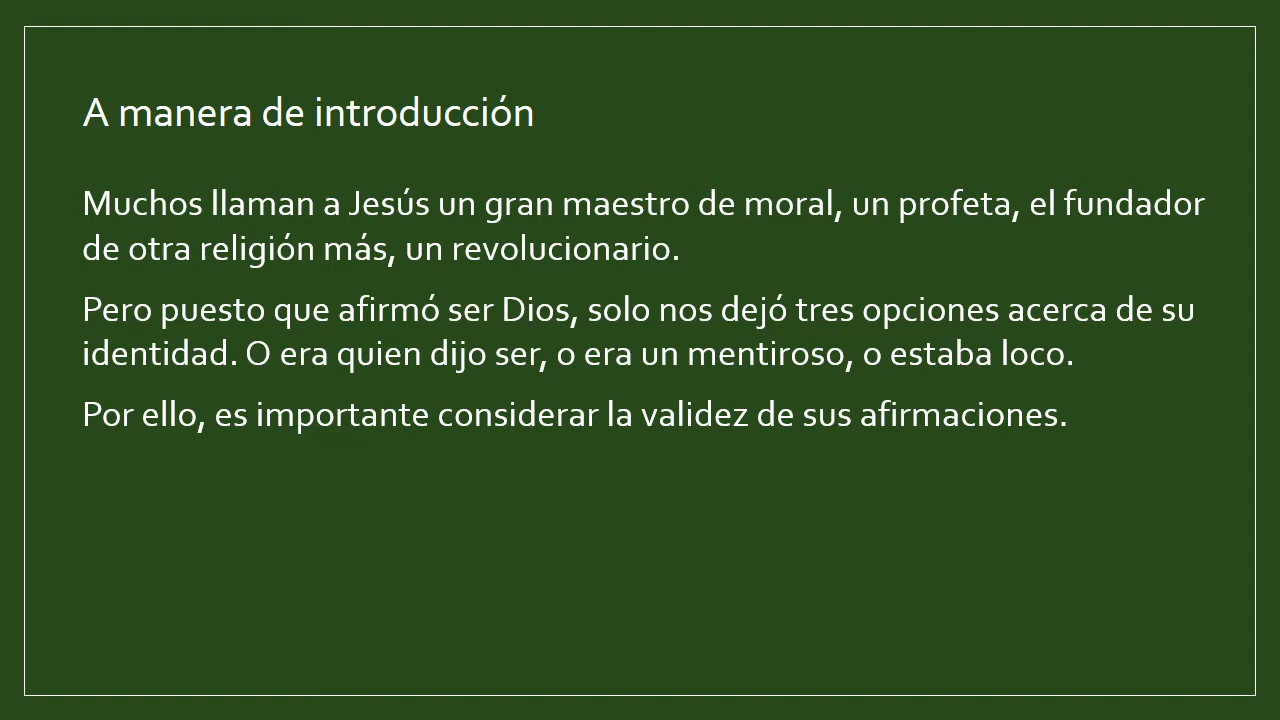 A manera de introducción
Muchos llaman a Jesús un gran maestro de moral, un profeta, el fundador
de otra religión más, un revolucionario.
Pero puesto que afirmó ser Dios, solo nos dejó tres opciones acerca de su
identidad. O era quien dijo ser, o era un mentiroso, o estaba loco.
Por ello, es importante considerar la validez de sus afirmaciones.